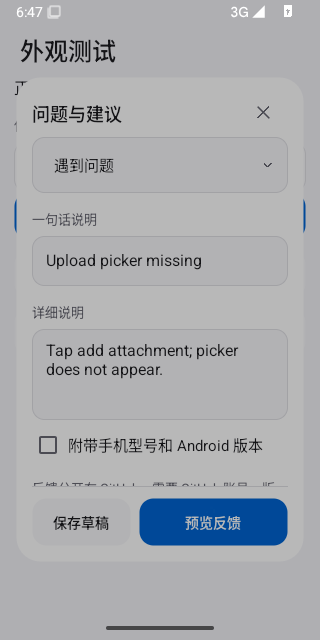 6:47
3G
外观测试
问题与建议
遇到问题
一句话说明
Upload picker missing
详细说明
Tap add attachment; picker
does not appear.
附带手机型号和 Android 版本
保存草稿
预览反馈